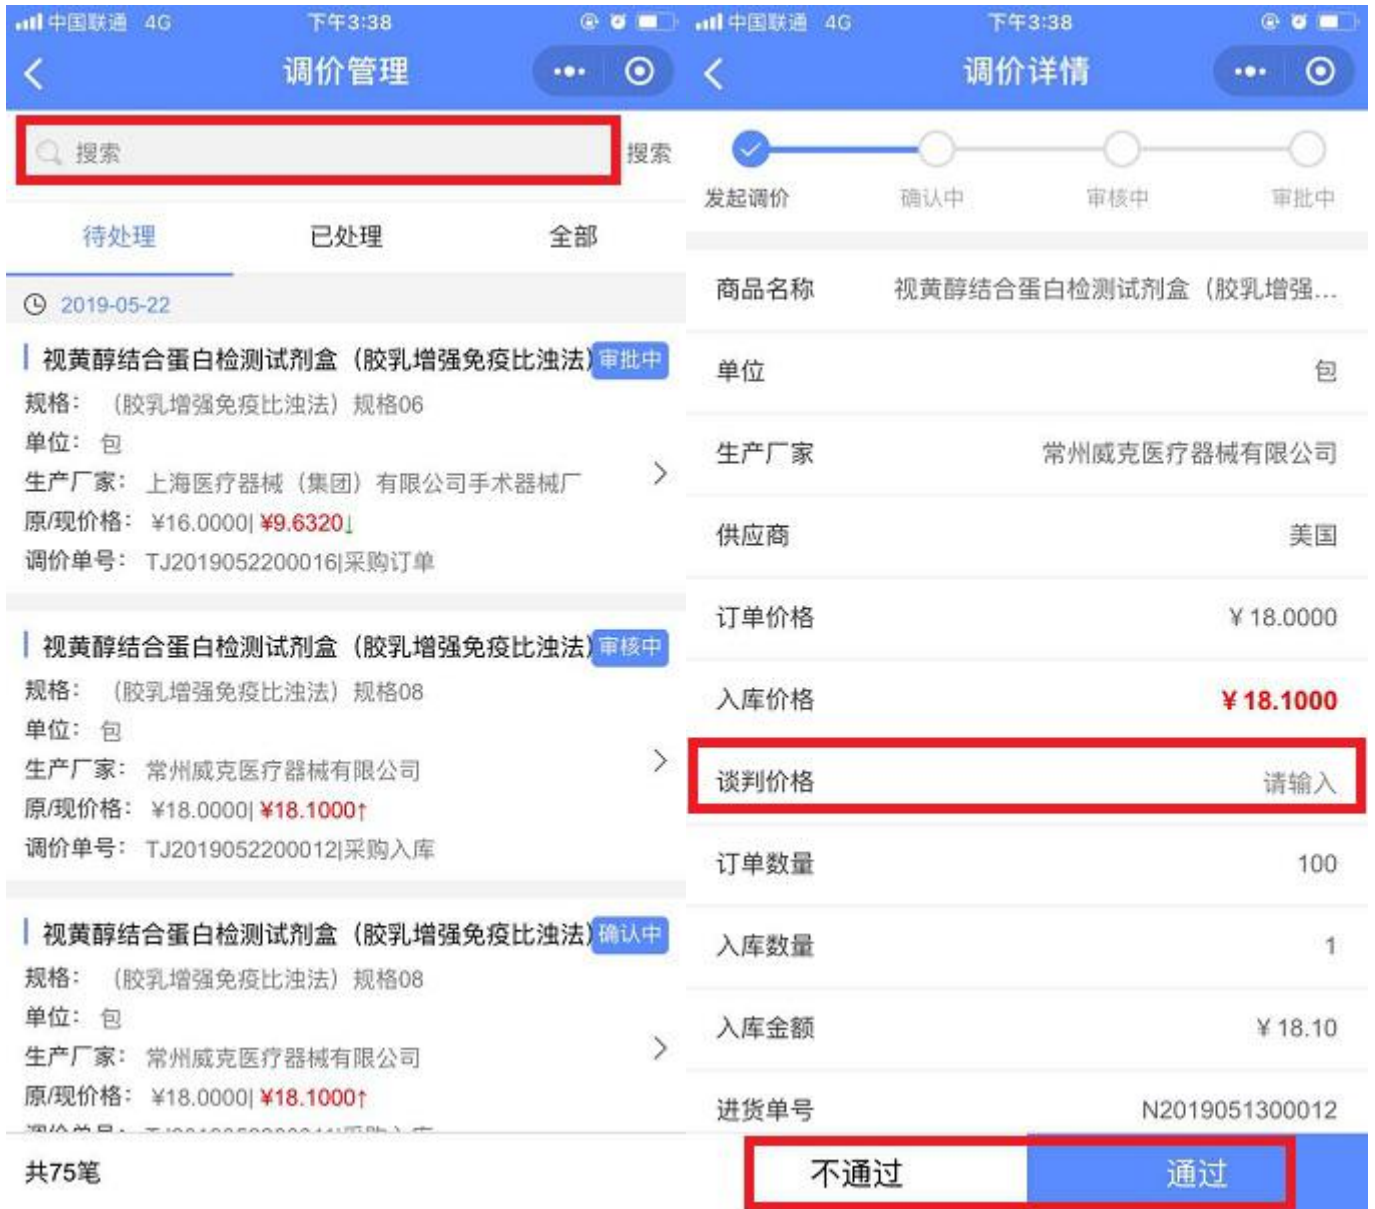 中国联通 4G 下午3:38
调价管理
搜索 搜索
待处理 已处理 全部
2019-05-22
视黄醇结合蛋白检测试剂盒（胶乳增强免疫比浊法） 审批中
规格：（胶乳增强免疫比浊法）规格06
单位：包
生产厂家：上海医疗器械（集团）有限公司手术器械厂
原/现价格：¥16.0000| ¥9.6320↓
调价单号：TJ2019052200016|采购订单
视黄醇结合蛋白检测试剂盒（胶乳增强免疫比浊法） 审核中
规格：（胶乳增强免疫比浊法）规格08
单位：包
生产厂家：常州威克医疗器械有限公司
原/现价格：¥18.0000| ¥18.1000↑
调价单号：TJ2019052200012|采购入库
视黄醇结合蛋白检测试剂盒（胶乳增强免疫比浊法） 确认中
规格：（胶乳增强免疫比浊法）规格08
单位：包
生产厂家：常州威克医疗器械有限公司
原/现价格：¥18.0000| ¥18.1000↑
共75笔
中国联通 4G 下午3:38
调价详情
发起调价 确认中 审核中 审批中
商品名称 视黄醇结合蛋白检测试剂盒（胶乳增强...
单位 包
生产厂家 常州威克医疗器械有限公司
供应商 美国
订单价格 ¥ 18.0000
入库价格 ¥ 18.1000
谈判价格 请输入
订单数量 100
入库数量 1
入库金额 ¥ 18.10
进货单号 N2019051300012
不通过 通过